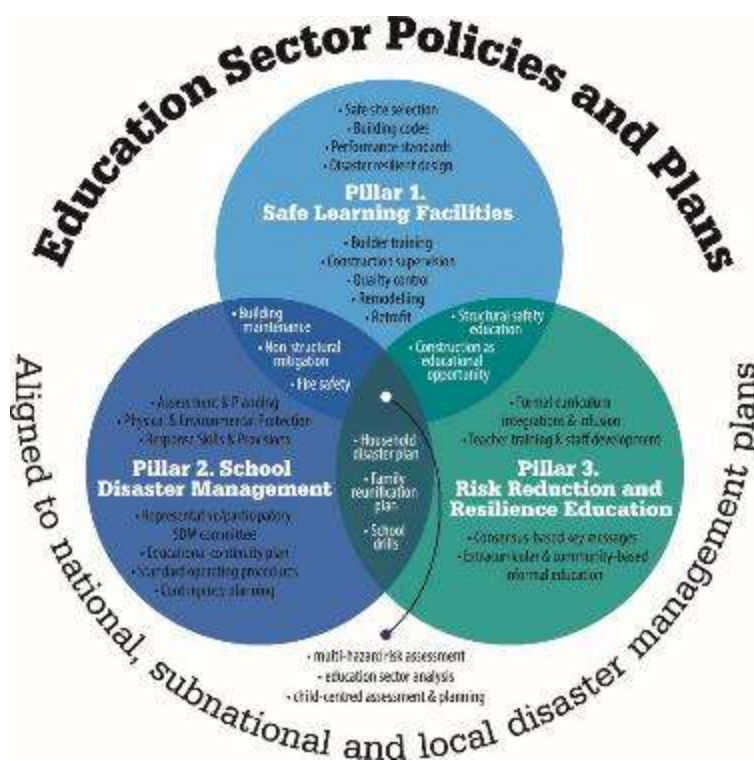 Education Sector Policies and Plans
• Safe site selection
• Building codes
• Performance standards
• Disaster resilient design
Pillar 1.
Safe Learning Facilities
• Builder training
• Construction supervision
• Quality control
• Remodelling
• Retrofit
• Building
maintenance
• Non-structural
mitigation
• Fire safety
• Structural safety
education
• Construction as
educational
opportunity
• Assessment & Planning
• Physical & Environmental Protection
• Response Skills & Provisions
Pillar 2. School
Disaster Management
• Representative/participatory
SDM committee
• Educational continuity plan
• Standard operating procedures
• Contingency planning
• Household
disaster plan
• Family
reunification
plan
• School
drills
• Formal curriculum
integrations & infusion
• Teacher training & staff development
Pillar 3.
Risk Reduction and
Resilience Education
• Consensus-based key messages
• Extracurricular & community-based
informal education
• multi-hazard risk assessment
• education sector analysis
• child-centred assessment & planning
Aligned to national, subnational and local disaster management plans